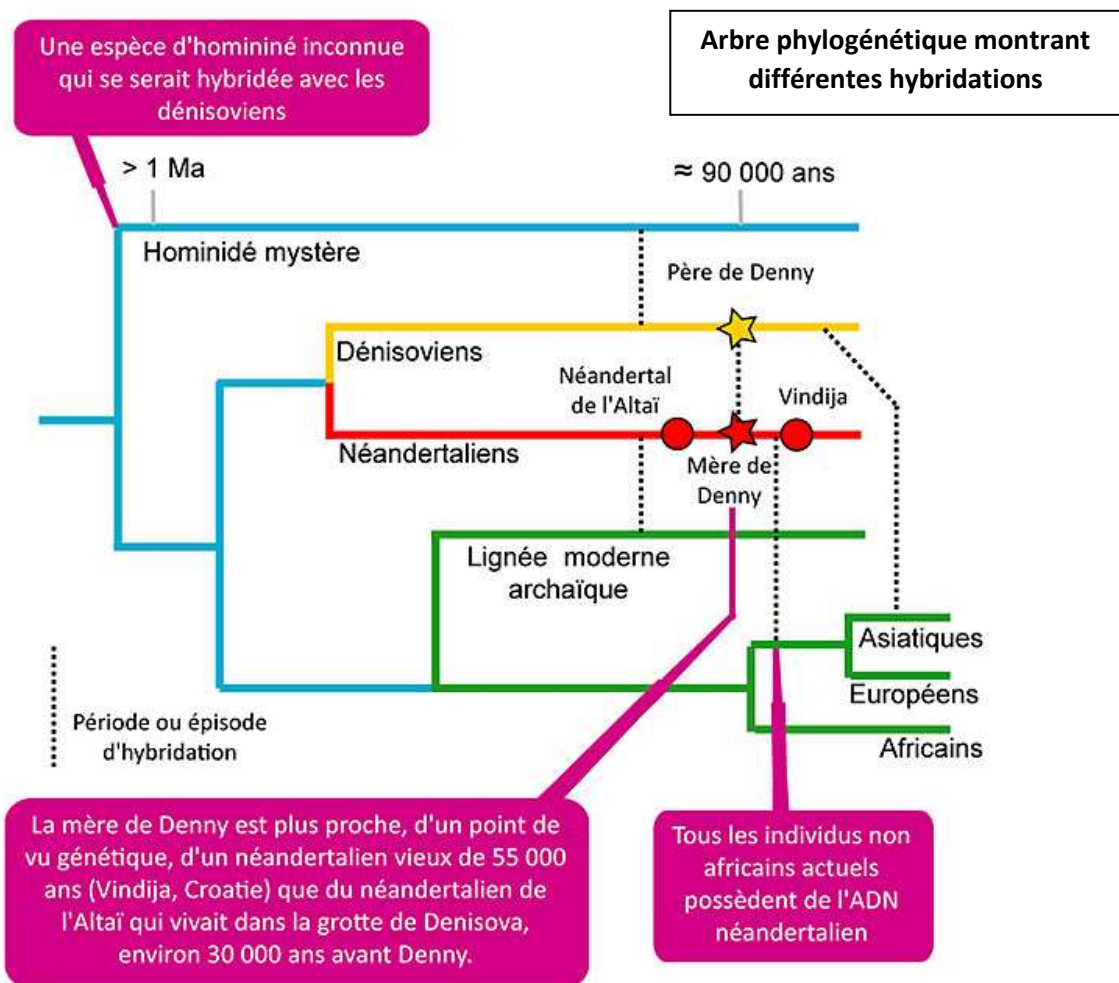 Une espèce d'homininé inconnue
qui se serait hybridée avec les
dénisoviens
Arbre phylogénétique montrant
différentes hybridations
> 1 Ma
≈ 90 000 ans
Hominidé mystère
Père de Denny
Dénisoviens
Néandertal
de l'Altaï
Vindija
Néandertaliens
Mère de
Denny
Lignée moderne
archaïque
Asiatiques
Européens
Africains
Période ou épisode
d'hybridation
La mère de Denny est plus proche, d'un point de
vu génétique, d'un néandertalien vieux de 55 000
ans (Vindija, Croatie) que du néandertalien de
l'Altaï qui vivait dans la grotte de Denisova,
environ 30 000 ans avant Denny.
Tous les individus non
africains actuels
possèdent de l'ADN
néandertalien